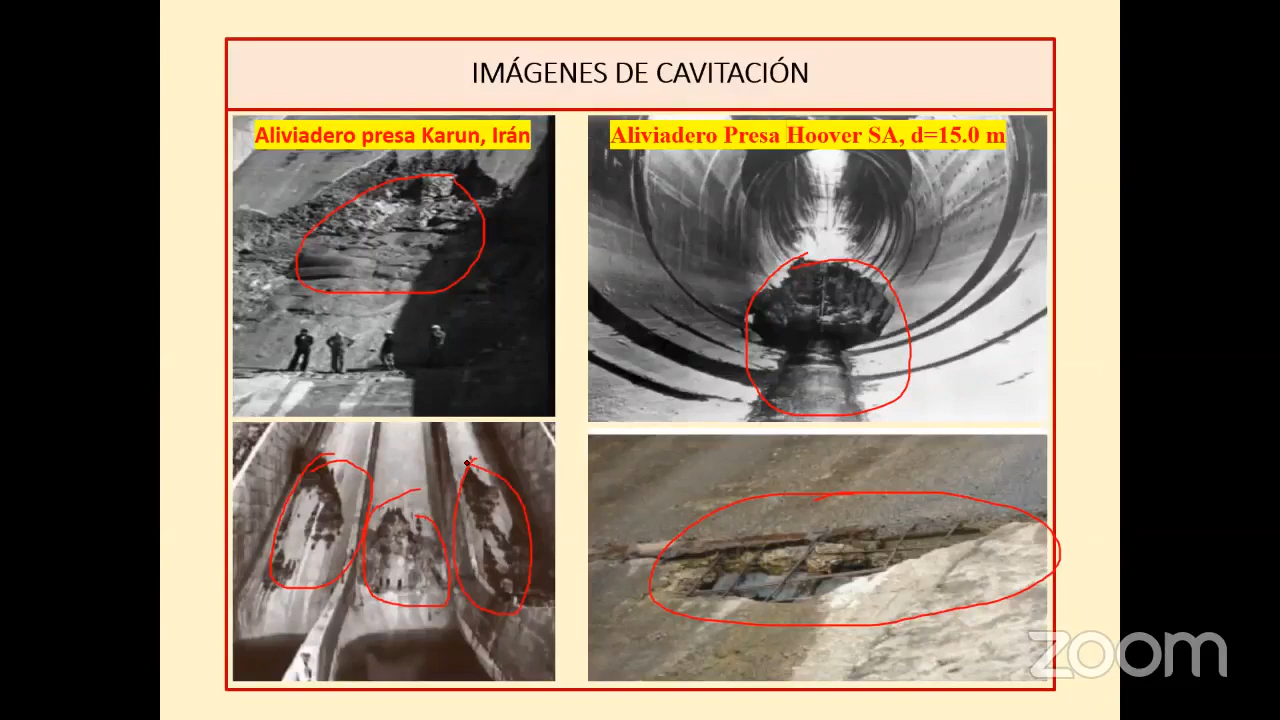 IMÁGENES DE CAVITACIÓN
Aliviadero presa Karun, Irán
Aliviadero Presa Hoover SA, d=15.0 m
zoom